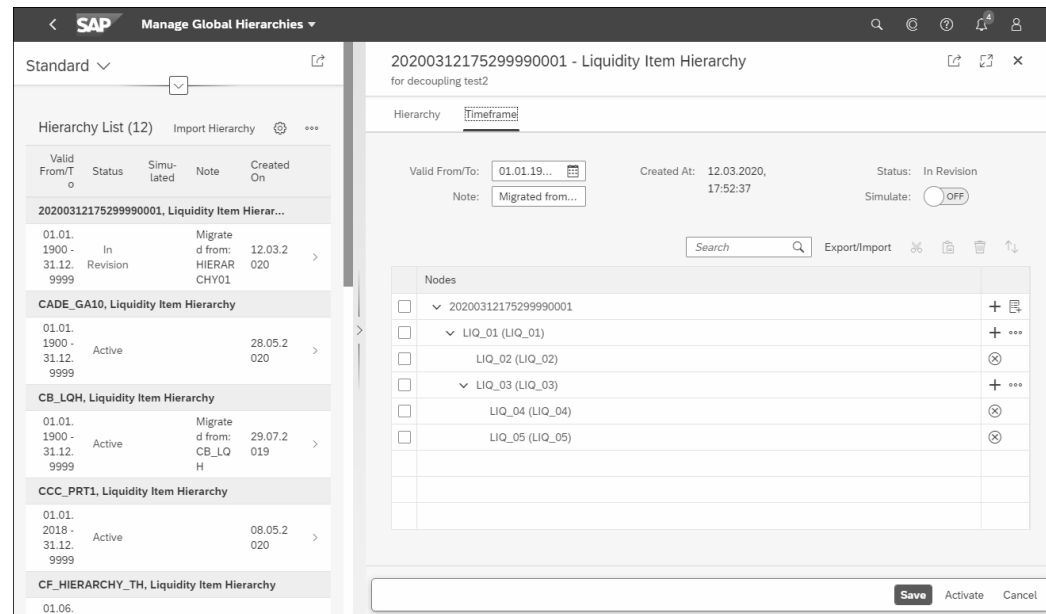 SAP Manage Global Hierarchies
4
Standard
Hierarchy List (12) Import Hierarchy
Valid
From/T
o
Status
Simu-
lated
Note
Created
On
20200312175299990001, Liquidity Item Hierar...
01.01.
1900 -
31.12.
9999
In
Revision
Migrate
d from:
HIERAR
CHY01
12.03.2
020
CADE_GA10, Liquidity Item Hierarchy
01.01.
1900 -
31.12.
9999
Active
28.05.2
020
CB_LQH, Liquidity Item Hierarchy
01.01.
1900 -
31.12.
9999
Active
Migrate
d from:
CB_LQ
H
29.07.2
019
CCC_PRT1, Liquidity Item Hierarchy
01.01.
2018 -
31.12.
9999
Active
08.05.2
020
CF_HIERARCHY_TH, Liquidity Item Hierarchy
01.06.
20200312175299990001 - Liquidity Item Hierarchy
for decoupling test2
Hierarchy Timeframe
Valid From/To: 01.01.19...
Note: Migrated from...
Created At: 12.03.2020,
17:52:37
Status: In Revision
Simulate: OFF
Search Export/Import
Nodes
20200312175299990001
LIQ_01 (LIQ_01)
LIQ_02 (LIQ_02)
LIQ_03 (LIQ_03)
LIQ_04 (LIQ_04)
LIQ_05 (LIQ_05)
Save Activate Cancel